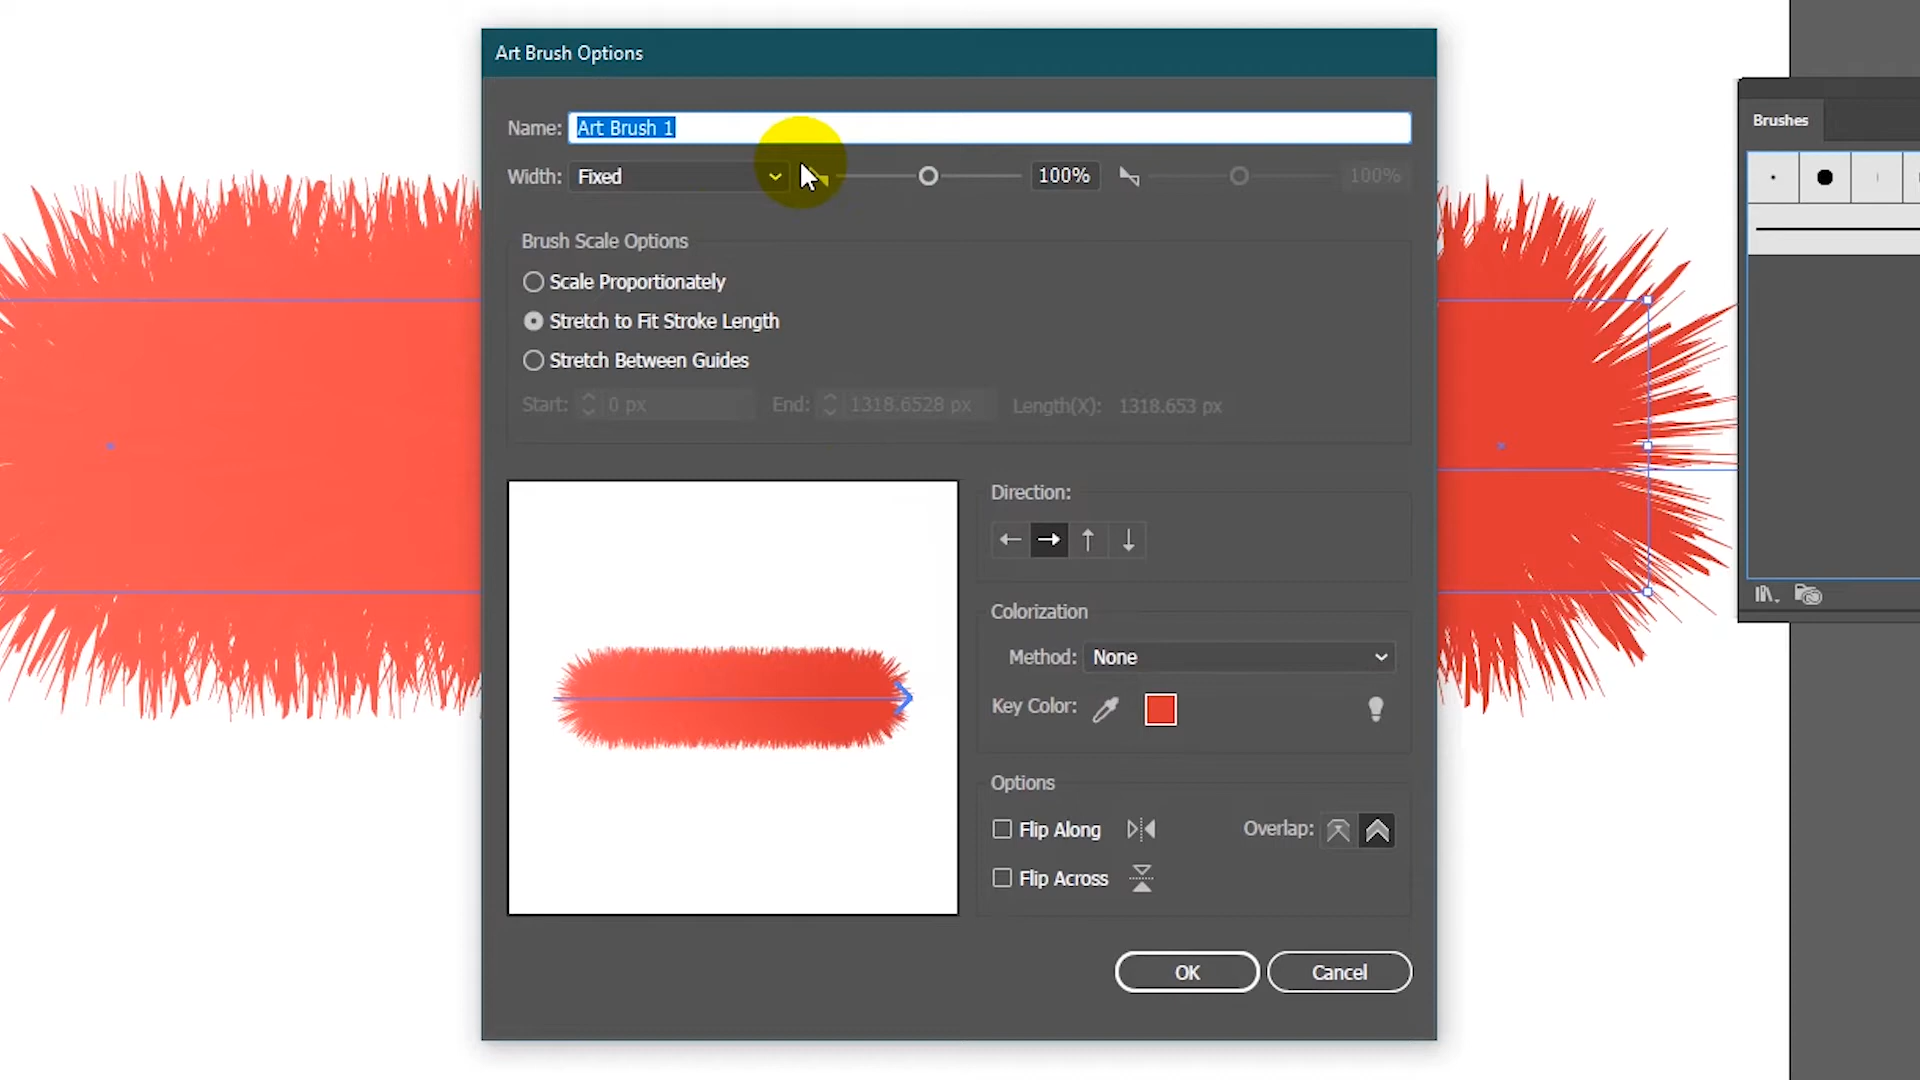 Art Brush Options
Name: Art Brush 1
Width: Fixed 100% 100%
Brush Scale Options
Scale Proportionately
Stretch to Fit Stroke Length
Stretch Between Guides
Start: 0 px End: 1318.6528 px Length(X): 1318.653 px
Direction:
Colorization
Method: None
Key Color:
Options
Flip Along Overlap:
Flip Across
OK Cancel
Brushes